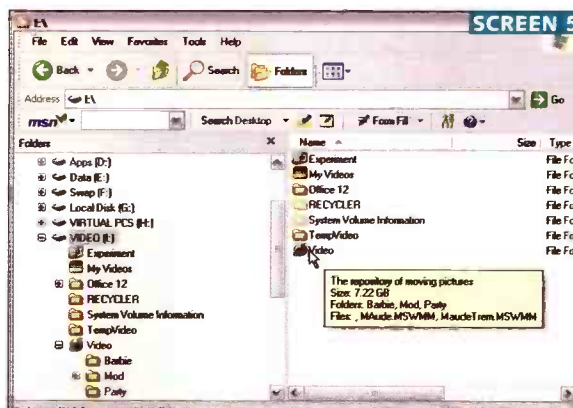 E:\
SCREEN 5
File Edit View Favorites Tools Help
Back Search Folders
Address E:\ Go
msn Search Desktop Form Fill
Folders
Name Size Type
Apps (D:)
Data (E:)
Swap (F:)
Local Disk (G:)
VIRTUAL PCS (H:)
VIDEO (I:)
Experiment
My Videos
Office 12
RECYCLER
System Volume Information
TempVideo
Video
Barbie
Mod
Party
Experiment File Fo
My Videos File Fo
Office 12 File Fo
RECYCLER File Fo
System Volume Information File Fo
TempVideo File Fo
Video File Fo
The repository of moving pictures
Size: 7.22 GB
Folders: Barbie, Mod, Party
Files: , MAude.MSWMM, MaudeTrem.MSWMM